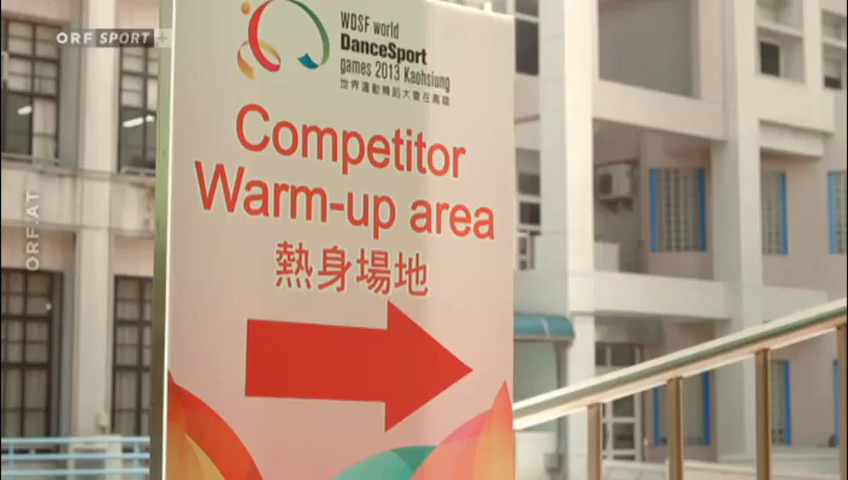 ORF SPORT +
WDSF world
DanceSport
games 2013 Kaohsiung
世界運動舞蹈大會在高雄
Competitor
Warm-up area
熱身場地
ORF.AT